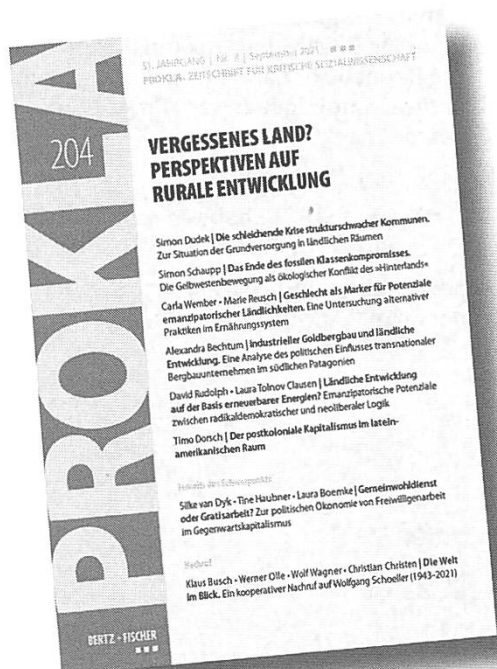 PROKLA
204
51. JAHRGANG | Nr. 3 | September 2021
PROKLA. ZEITSCHRIFT FÜR KRITISCHE SOZIALWISSENSCHAFT
VERGESSENES LAND?
PERSPEKTIVEN AUF
RURALE ENTWICKLUNG
Simon Dudek | Die schleichende Krise strukturschwacher Kommunen.
Zur Situation der Grundversorgung in ländlichen Räumen
Simon Schaupp | Das Ende des fossilen Klassenkompromisses.
Die Gelbwestenbewegung als ökologischer Konflikt des »Hinterlands«
Carla Wember • Marie Reusch | Geschlecht als Marker für Potenziale
emanzipatorischer Ländlichkeiten. Eine Untersuchung alternativer
Praktiken im Ernährungssystem
Alexandra Bechtum | Industrieller Goldbergbau und ländliche
Entwicklung. Eine Analyse des politischen Einflusses transnationaler
Bergbauunternehmen im südlichen Patagonien
David Rudolph • Laura Tolnov Clausen | Ländliche Entwicklung
auf der Basis erneuerbarer Energien? Emanzipatorische Potenziale
zwischen radikaldemokratischer und neoliberaler Logik
Timo Dorsch | Der postkoloniale Kapitalismus im latein-
amerikanischen Raum
des Schwerpunkts
Silke van Dyk • Tine Haubner • Laura Boemke | Gemeinwohldienst
oder Gratisarbeit? Zur politischen Ökonomie von Freiwilligenarbeit
im Gegenwartskapitalismus
Nachruf
Klaus Busch • Werner Olle • Wolf Wagner • Christian Christen | Die Welt
im Blick. Ein kooperativer Nachruf auf Wolfgang Schoeller (1943-2021)
BERTZ + FISCHER